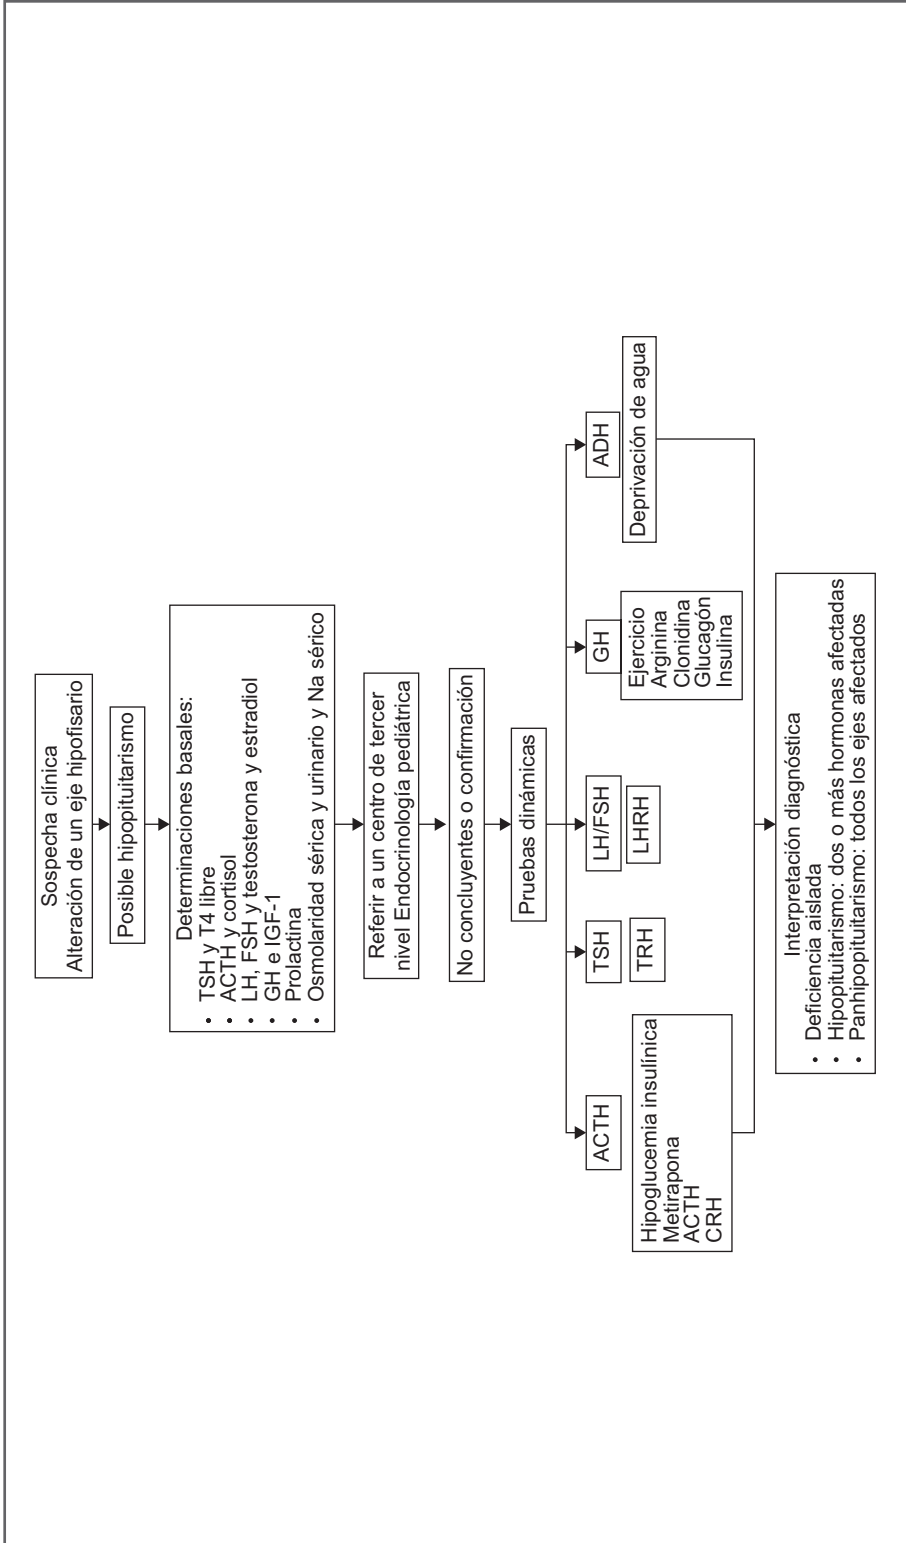 Sospecha clínica
Alteración de un eje hipofisario
Posible hipopituitarismo
Determinaciones basales:
• TSH y T4 libre
• ACTH y cortisol
• LH, FSH y testosterona y estradiol
• GH e IGF-1
• Prolactina
• Osmolaridad sérica y urinario y Na sérico
Referir a un centro de tercer
nivel Endocrinología pediátrica
No concluyentes o confirmación
Pruebas dinámicas
ACTH
Hipoglucemia insulínica
Metirapona
ACTH
CRH
TSH
TRH
LH/FSH
LHRH
GH
Ejercicio
Arginina
Clonidina
Glucagón
Insulina
ADH
Deprivación de agua
Interpretación diagnóstica
• Deficiencia aislada
• Hipopituitarismo: dos o más hormonas afectadas
• Panhipopituitarismo: todos los ejes afectados